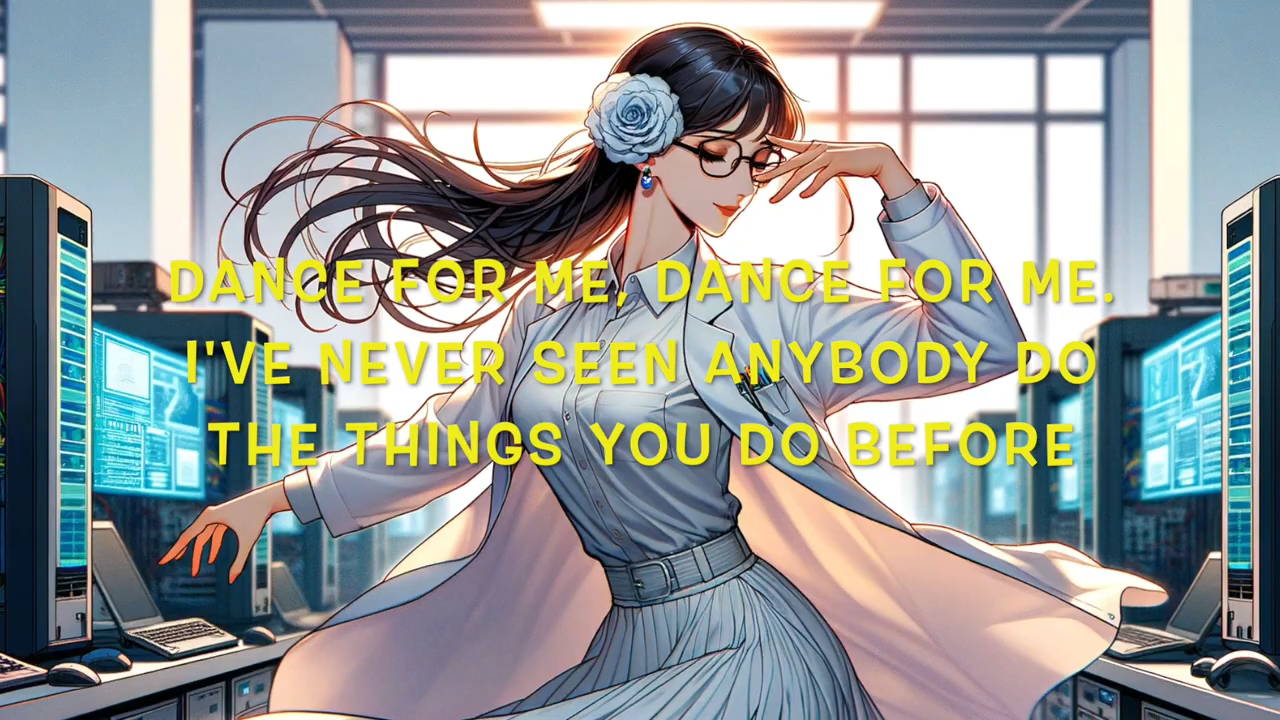 DANCE FOR ME, DANCE FOR ME.
I'VE NEVER SEEN ANYBODY DO
THE THINGS YOU DO BEFORE